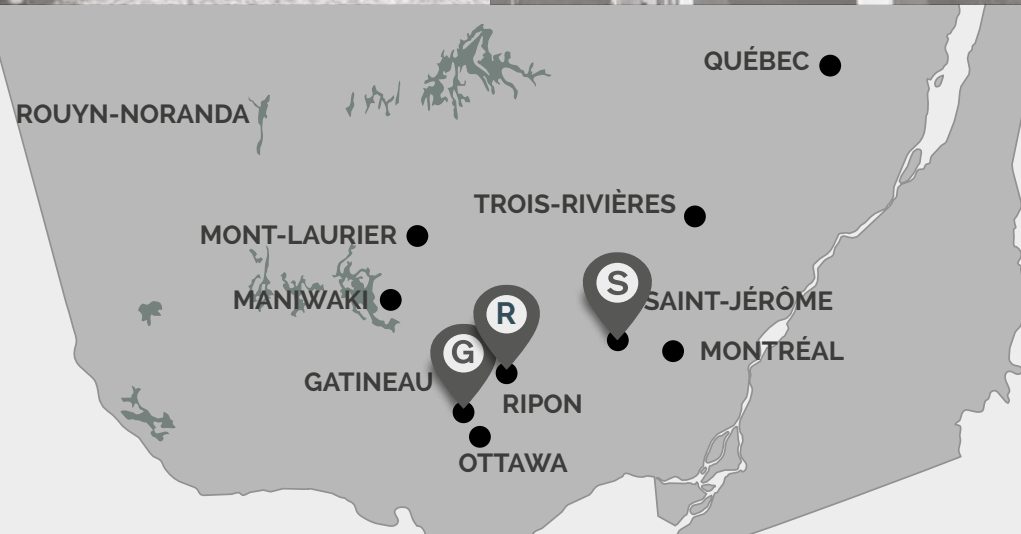 QUÉBEC
ROUYN-NORANDA
TROIS-RIVIÈRES
MONT-LAURIER
S
MANIWAKI
SAINT-JÉRÔME
R
G
MONTRÉAL
GATINEAU
RIPON
OTTAWA